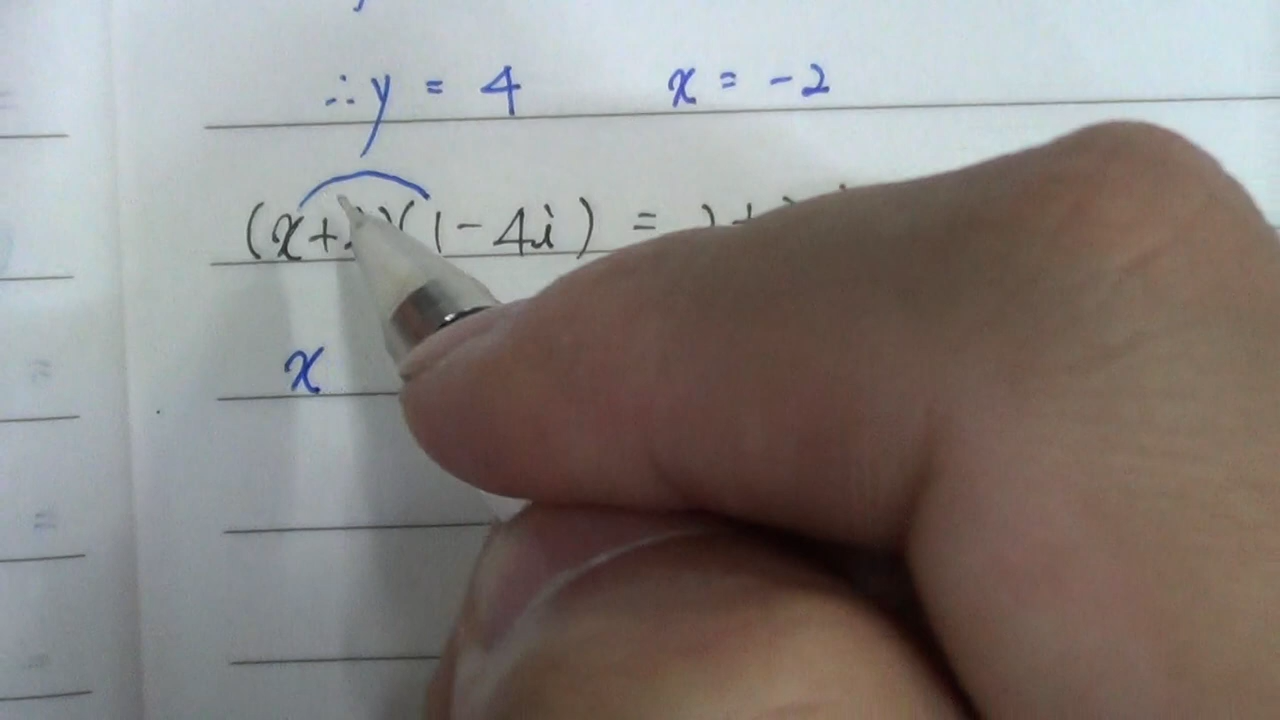 ∴ y = 4 x = -2
(x+ )(1-4i) =
x